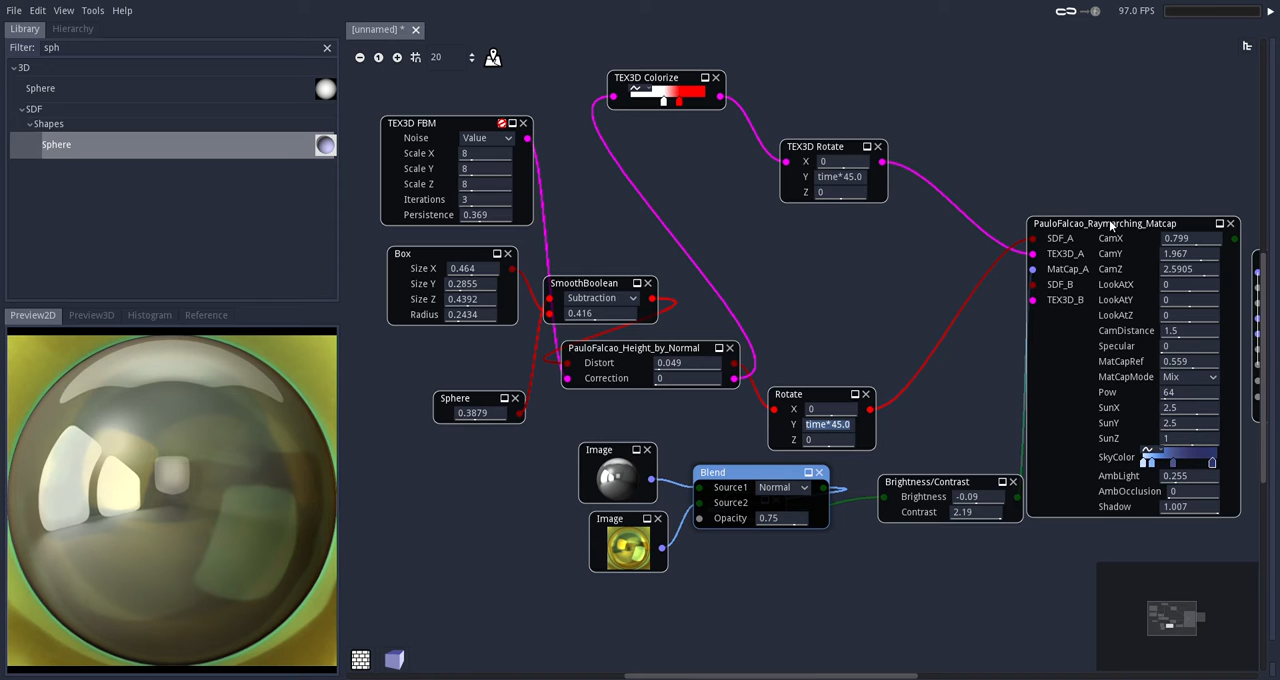 File Edit View Tools Help
97.0 FPS
Library Hierarchy
Filter: sph
3D
Sphere
SDF
Shapes
Sphere
Preview2D Preview3D Histogram Reference
[unnamed] *
20
TEX3D Colorize
TEX3D FBM
Noise Value
Scale X 8
Scale Y 8
Scale Z 8
Iterations 3
Persistence 0.369
TEX3D Rotate
X 0
Y time*45.0
Z 0
Box
Size X 0.464
Size Y 0.2855
Size Z 0.4392
Radius 0.2434
SmoothBoolean
Subtraction
0.416
PauloFalcao_Height_by_Normal
Distort 0.049
Correction 0
Sphere
0.3879
Rotate
X 0
Y time*45.0
Z 0
Image
Image
Blend
Source1 Normal
Source2
Opacity 0.75
Brightness/Contrast
Brightness -0.09
Contrast 2.19
PauloFalcao_Raymarching_Matcap
SDF_A CamX 0.799
TEX3D_A CamY 1.967
MatCap_A CamZ 2.5905
SDF_B LookAtX 0
TEX3D_B LookAtY 0
LookAtZ 0
CamDistance 1.5
Specular 0
MatCapRef 0.559
MatCapMode Mix
Pow 64
SunX 2.5
SunY 2.5
SunZ 1
SkyColor
AmbLight 0.255
AmbOcclusion 0
Shadow 1.007